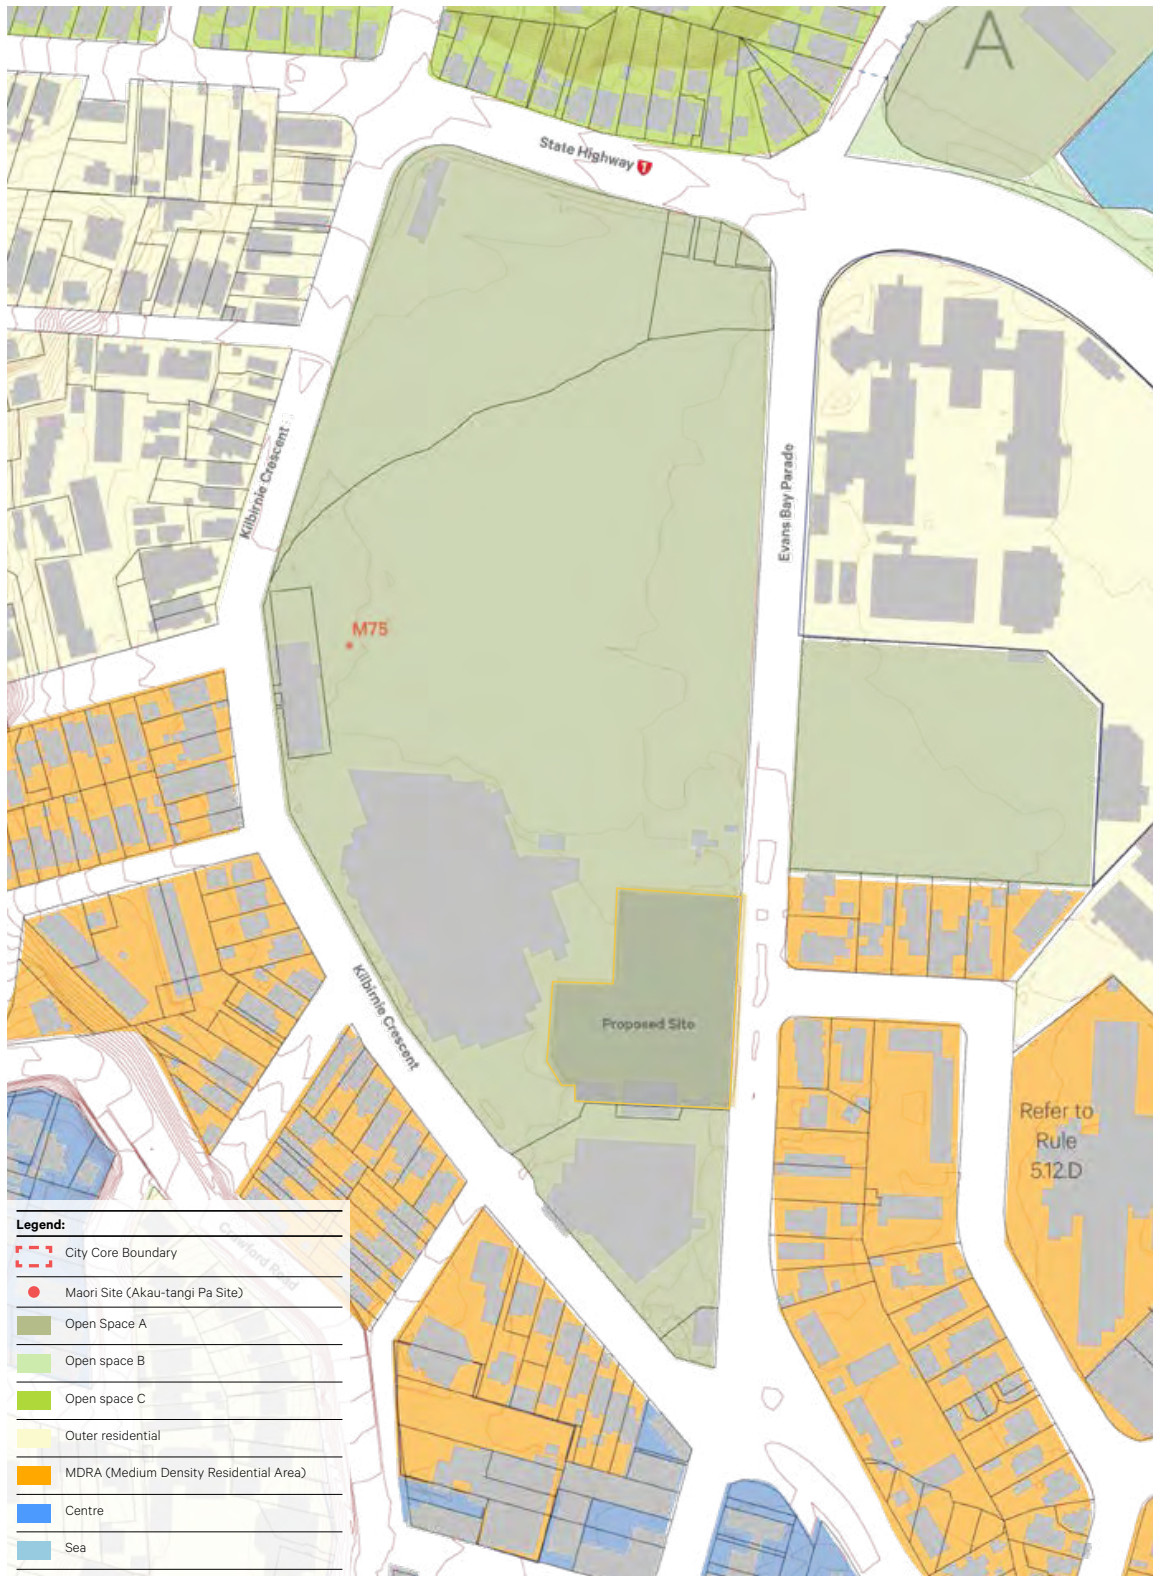 A
State Highway 1
Kilbirnie Crescent
Evans Bay Parade
M75
Proposed Site
Kilbirnie Crescent
Refer to
Rule
5.12.D
Crawford Road
Legend:
City Core Boundary
Maori Site (Akau-tangi Pa Site)
Open Space A
Open space B
Open space C
Outer residential
MDRA (Medium Density Residential Area)
Centre
Sea